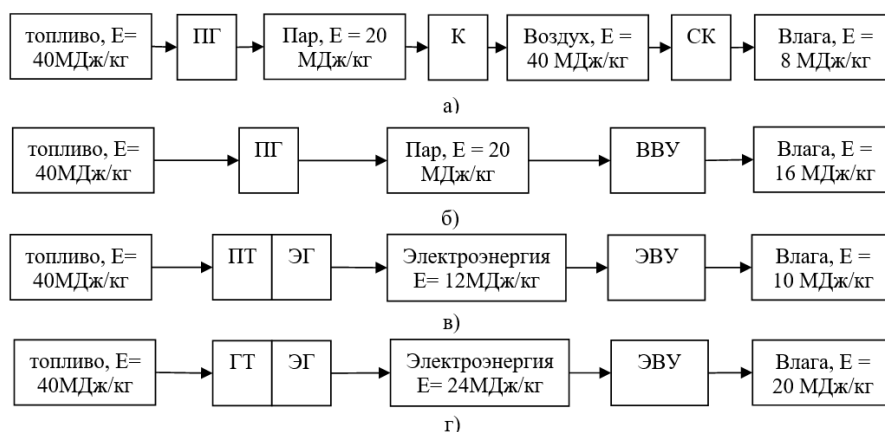 топливо, E=
40МДж/кг
ПГ
Пар, E = 20
МДж/кг
К
Воздух, E =
40 МДж/кг
СК
Влага, E =
8 МДж/кг
а)
топливо, E=
40МДж/кг
ПГ
Пар, E = 20
МДж/кг
ВВУ
Влага, E =
16 МДж/кг
б)
топливо, E=
40МДж/кг
ПТ
ЭГ
Электроэнергия
E= 12МДж/кг
ЭВУ
Влага, E =
10 МДж/кг
в)
топливо, E=
40МДж/кг
ГТ
ЭГ
Электроэнергия
E= 24МДж/кг
ЭВУ
Влага, E =
20 МДж/кг
г)